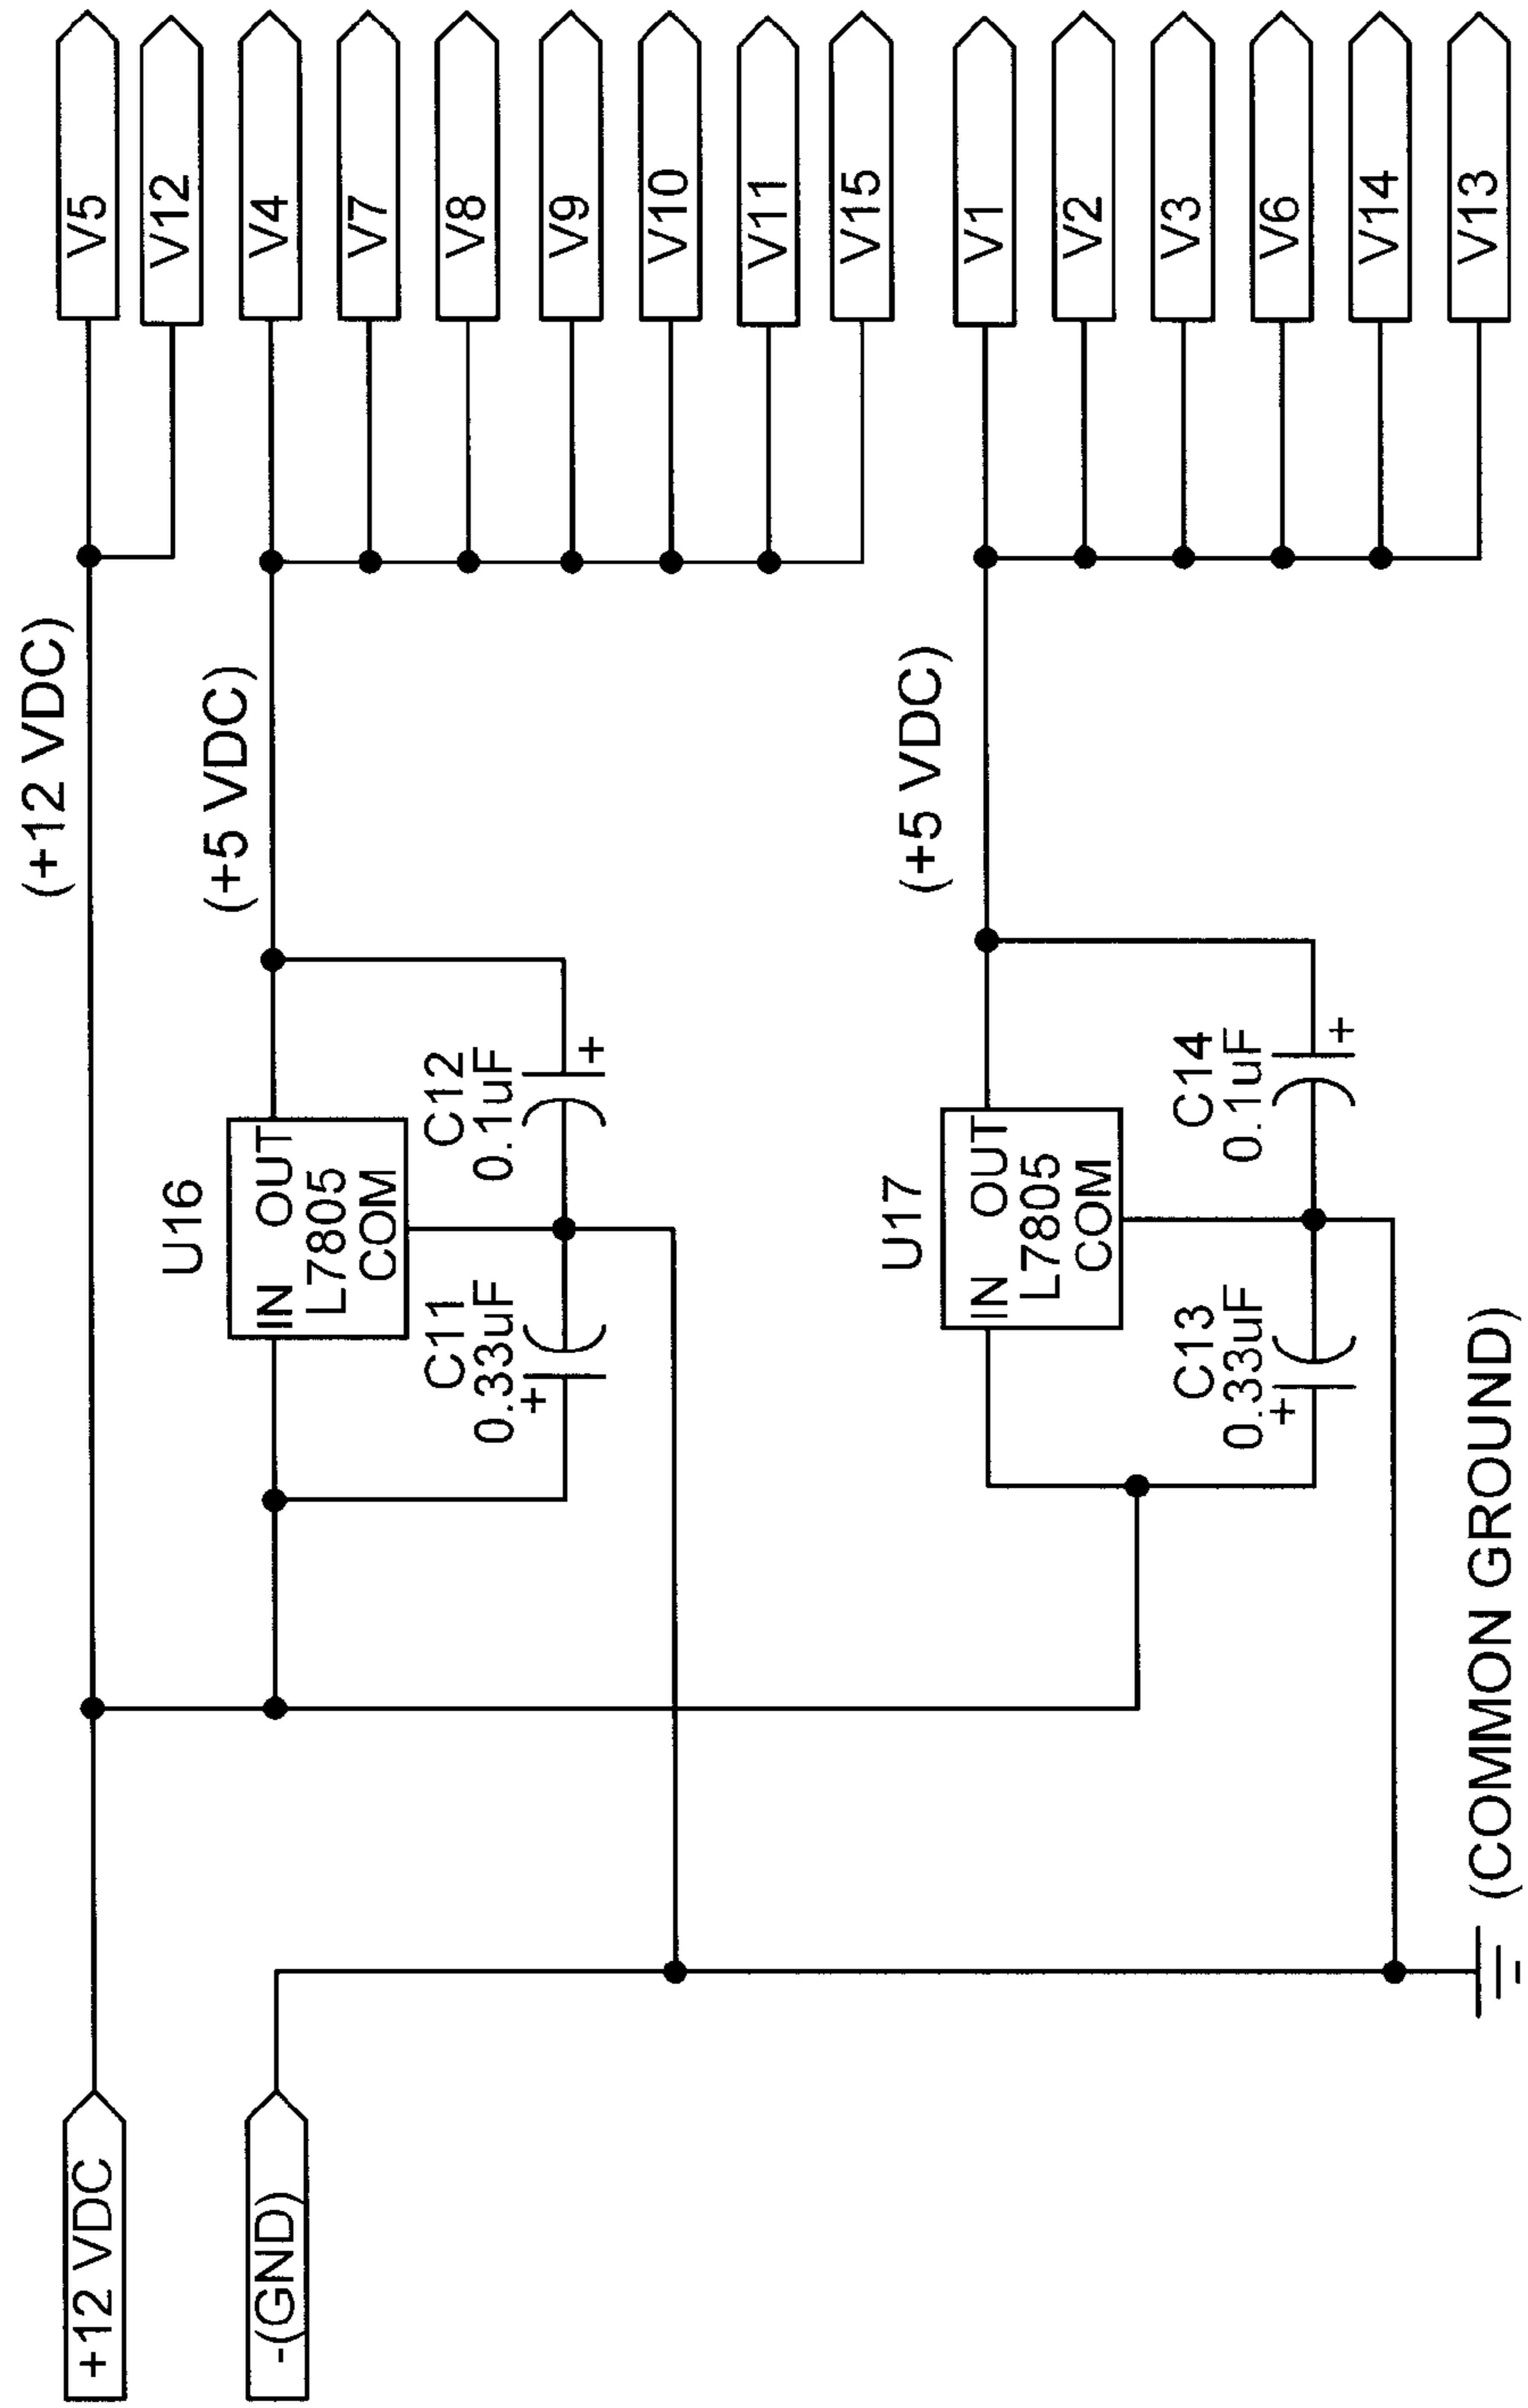 +12 VDC
-(GND)
(+12 VDC)
V5
V12
U16
IN OUT
L7805
COM
(+5 VDC)
C11
0.33uF
+
C12
0.1uF
+
V4
V7
V8
V9
V10
V11
V15
U17
IN OUT
L7805
COM
(+5 VDC)
C13
0.33uF
+
C14
0.1uF
+
V1
V2
V3
V6
V14
V13
(COMMON GROUND)